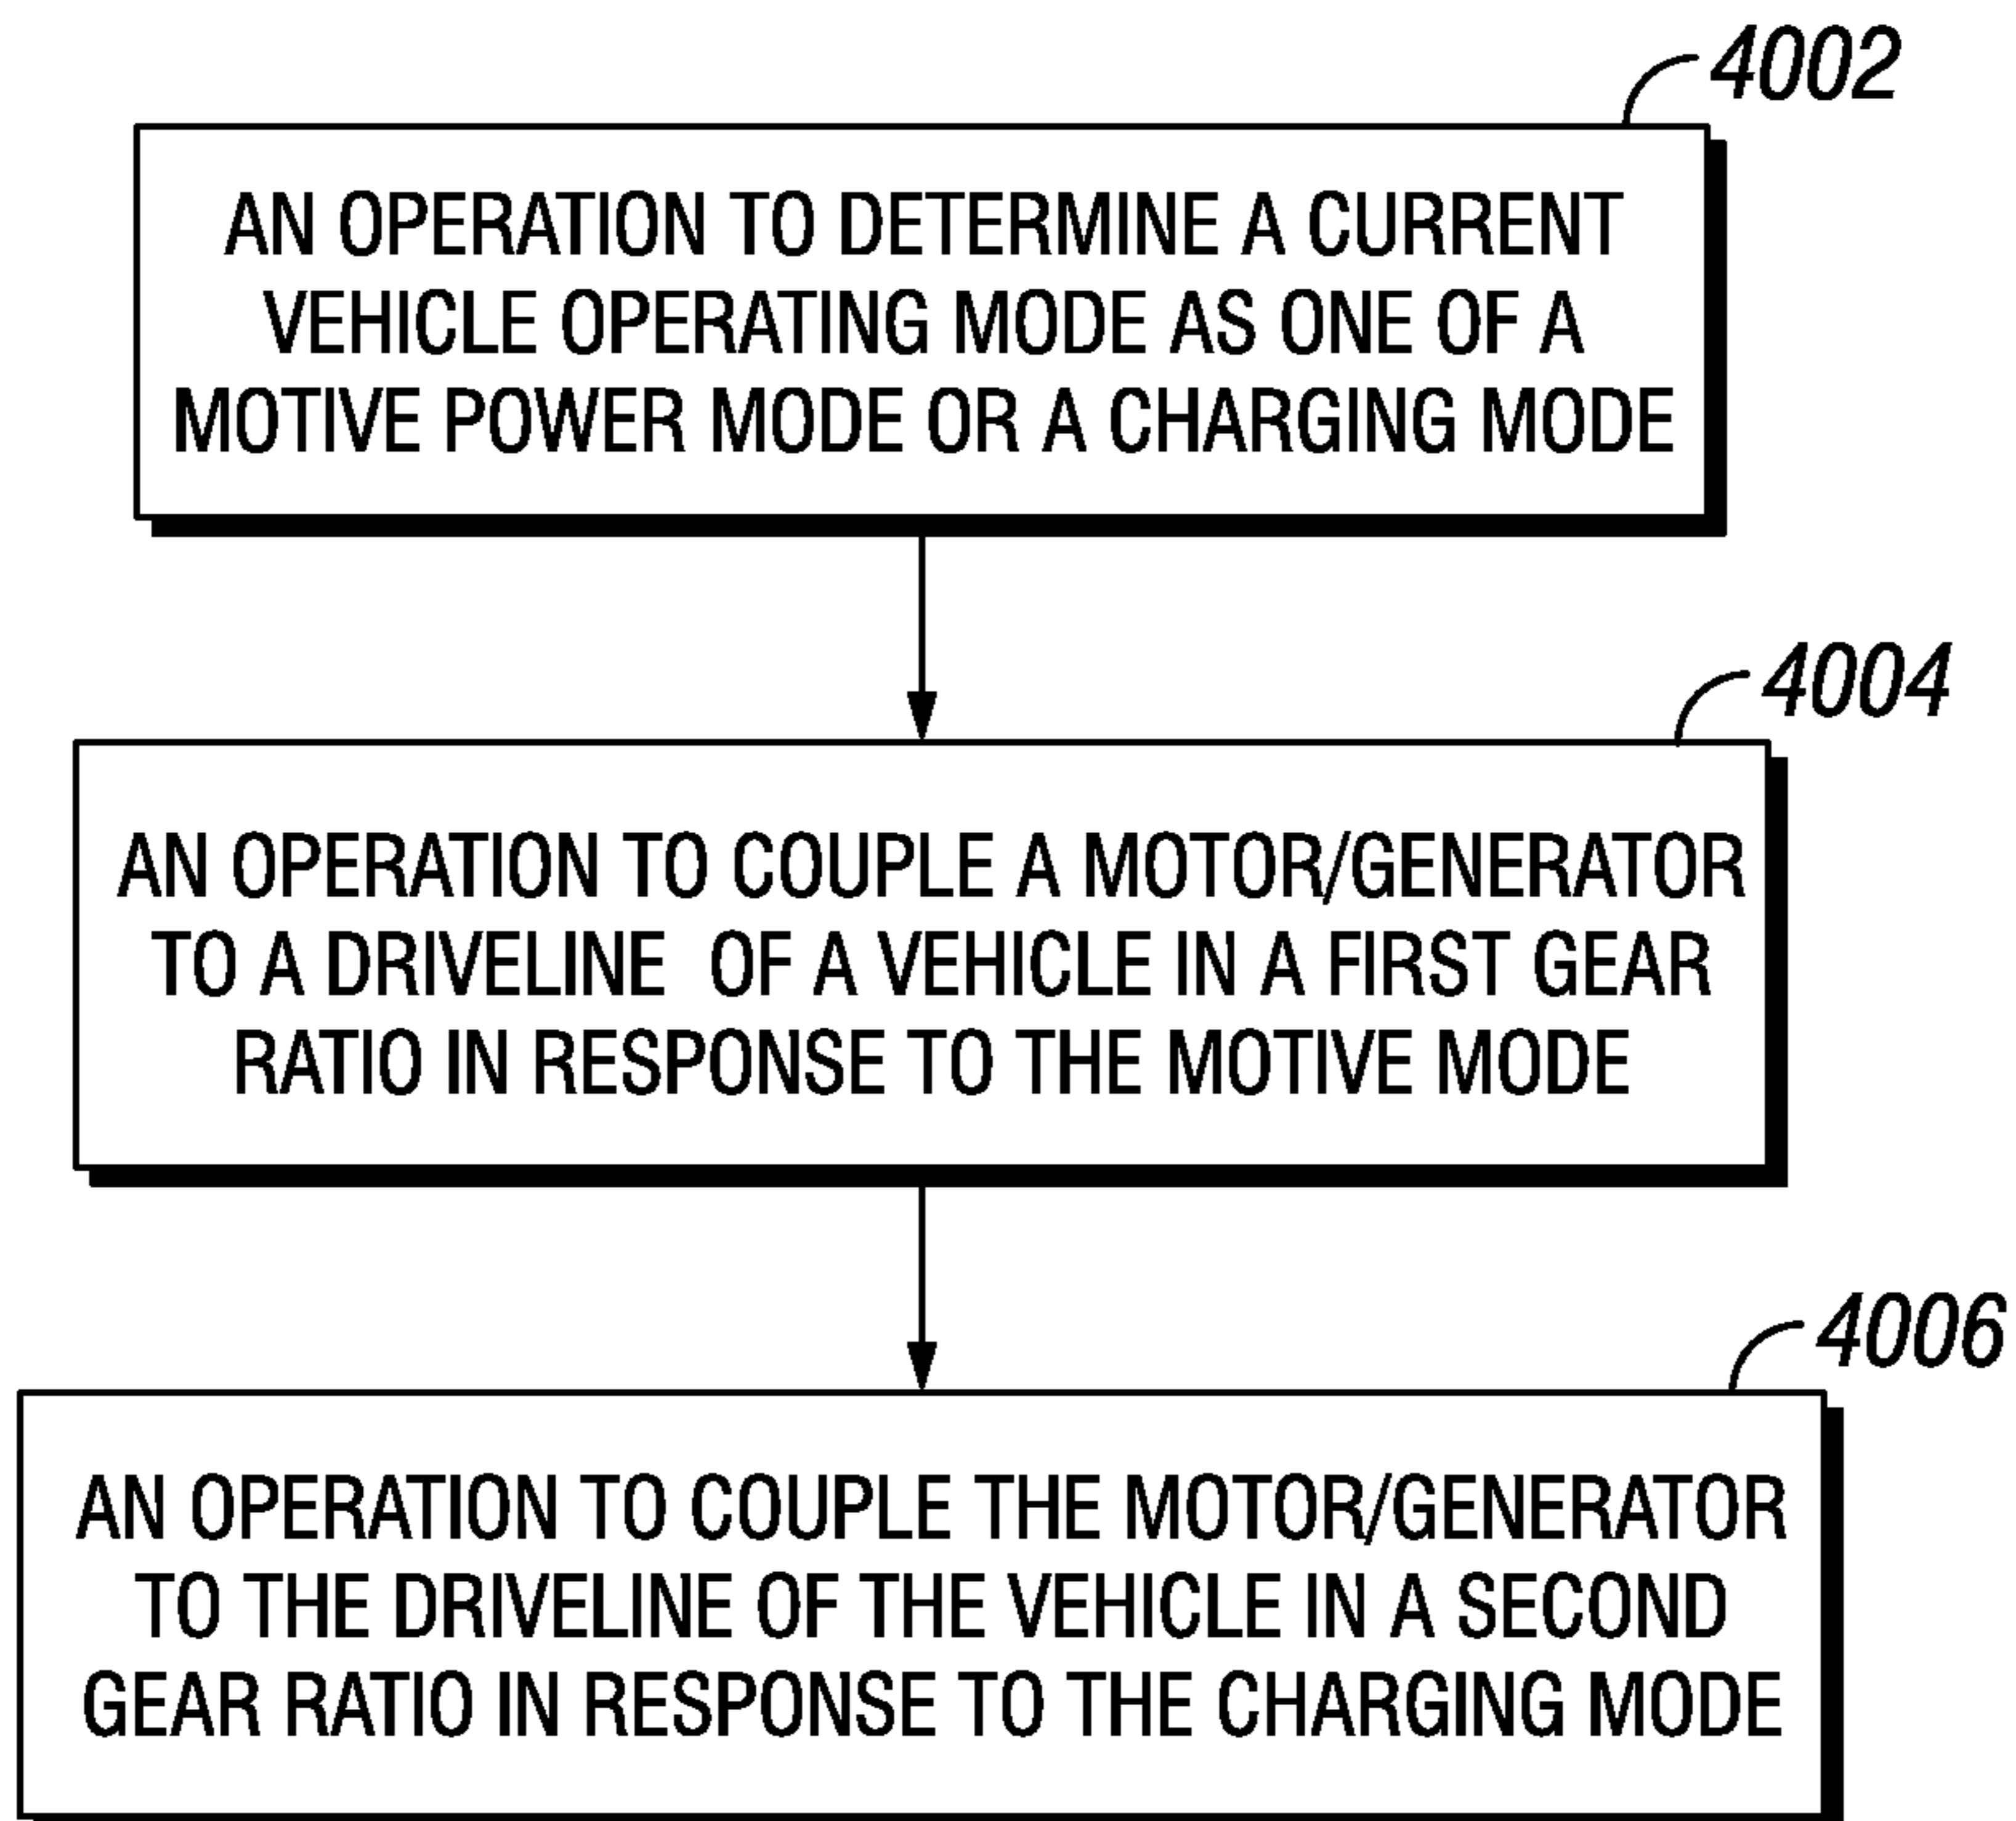 4002
AN OPERATION TO DETERMINE A CURRENT
VEHICLE OPERATING MODE AS ONE OF A
MOTIVE POWER MODE OR A CHARGING MODE
4004
AN OPERATION TO COUPLE A MOTOR/GENERATOR
TO A DRIVELINE OF A VEHICLE IN A FIRST GEAR
RATIO IN RESPONSE TO THE MOTIVE MODE
4006
AN OPERATION TO COUPLE THE MOTOR/GENERATOR
TO THE DRIVELINE OF THE VEHICLE IN A SECOND
GEAR RATIO IN RESPONSE TO THE CHARGING MODE